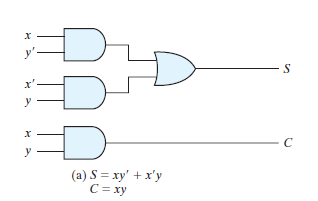 x
y'
x'
y
S
x
y
C
(a) S = xy' + x'y
C = xy